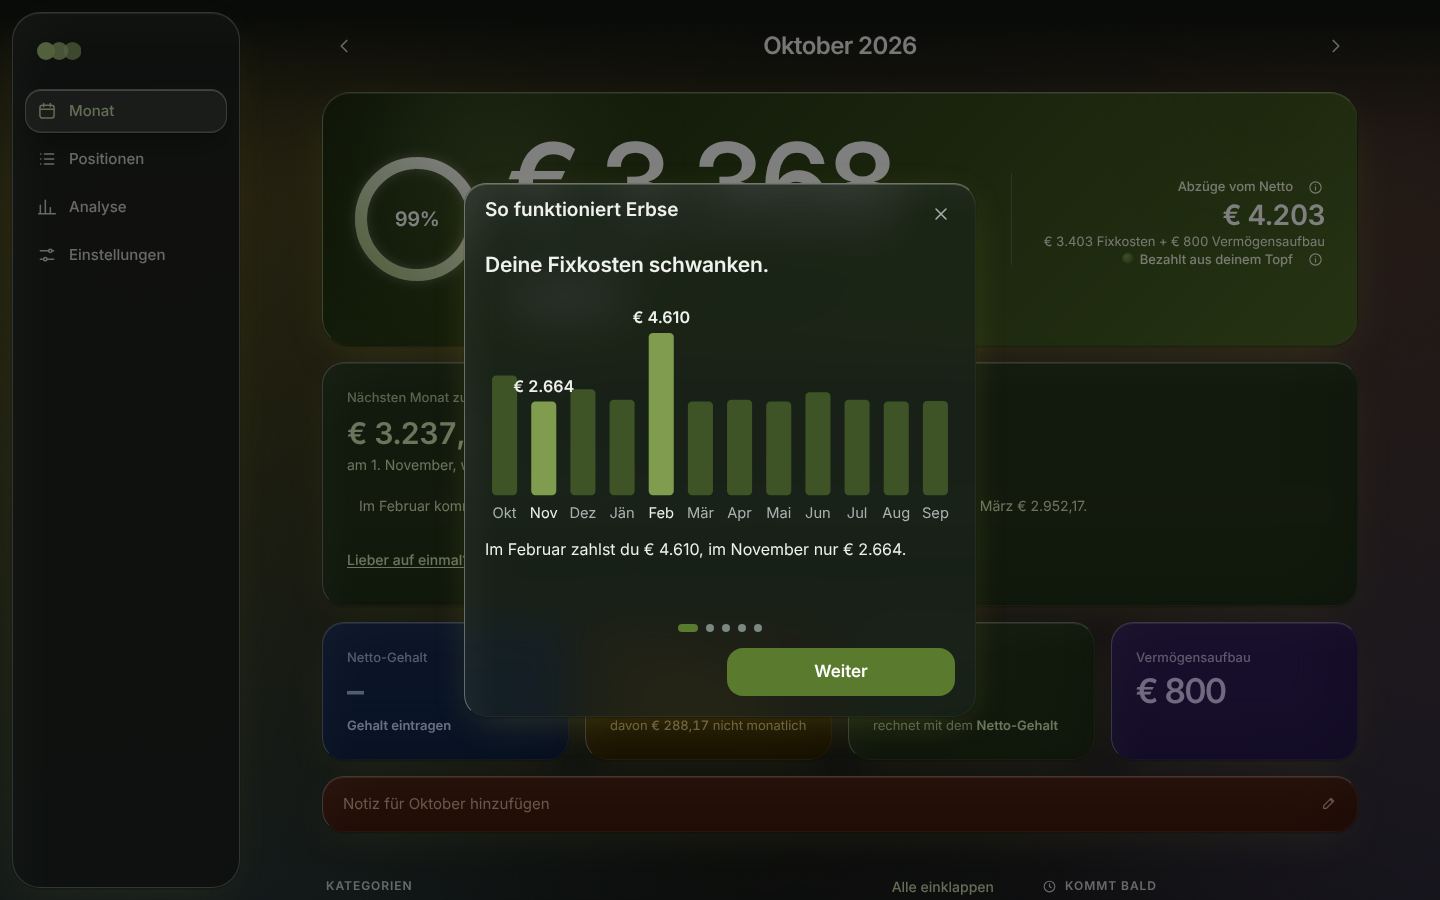 Oktober 2026
Monat
Positionen
Analyse
Einstellungen
99%
€ 3.368
Abzüge vom Netto
€ 4.203
€ 3.403 Fixkosten + € 800 Vermögensaufbau
Bezahlt aus deinem Topf
So funktioniert Erbse
Deine Fixkosten schwanken.
€ 4.610
€ 2.664
Okt Nov Dez Jän Feb Mär Apr Mai Jun Jul Aug Sep
Im Februar zahlst du € 4.610, im November nur € 2.664.
Weiter
Nächsten Monat
€ 3.237,
am 1. November,
Im Februar
März € 2.952,17.
Lieber auf einmal
Netto-Gehalt
–
Gehalt eintragen
davon € 288,17 nicht monatlich
rechnet mit dem Netto-Gehalt
Vermögensaufbau
€ 800
Notiz für Oktober hinzufügen
KATEGORIEN
Alle einklappen
KOMMT BALD